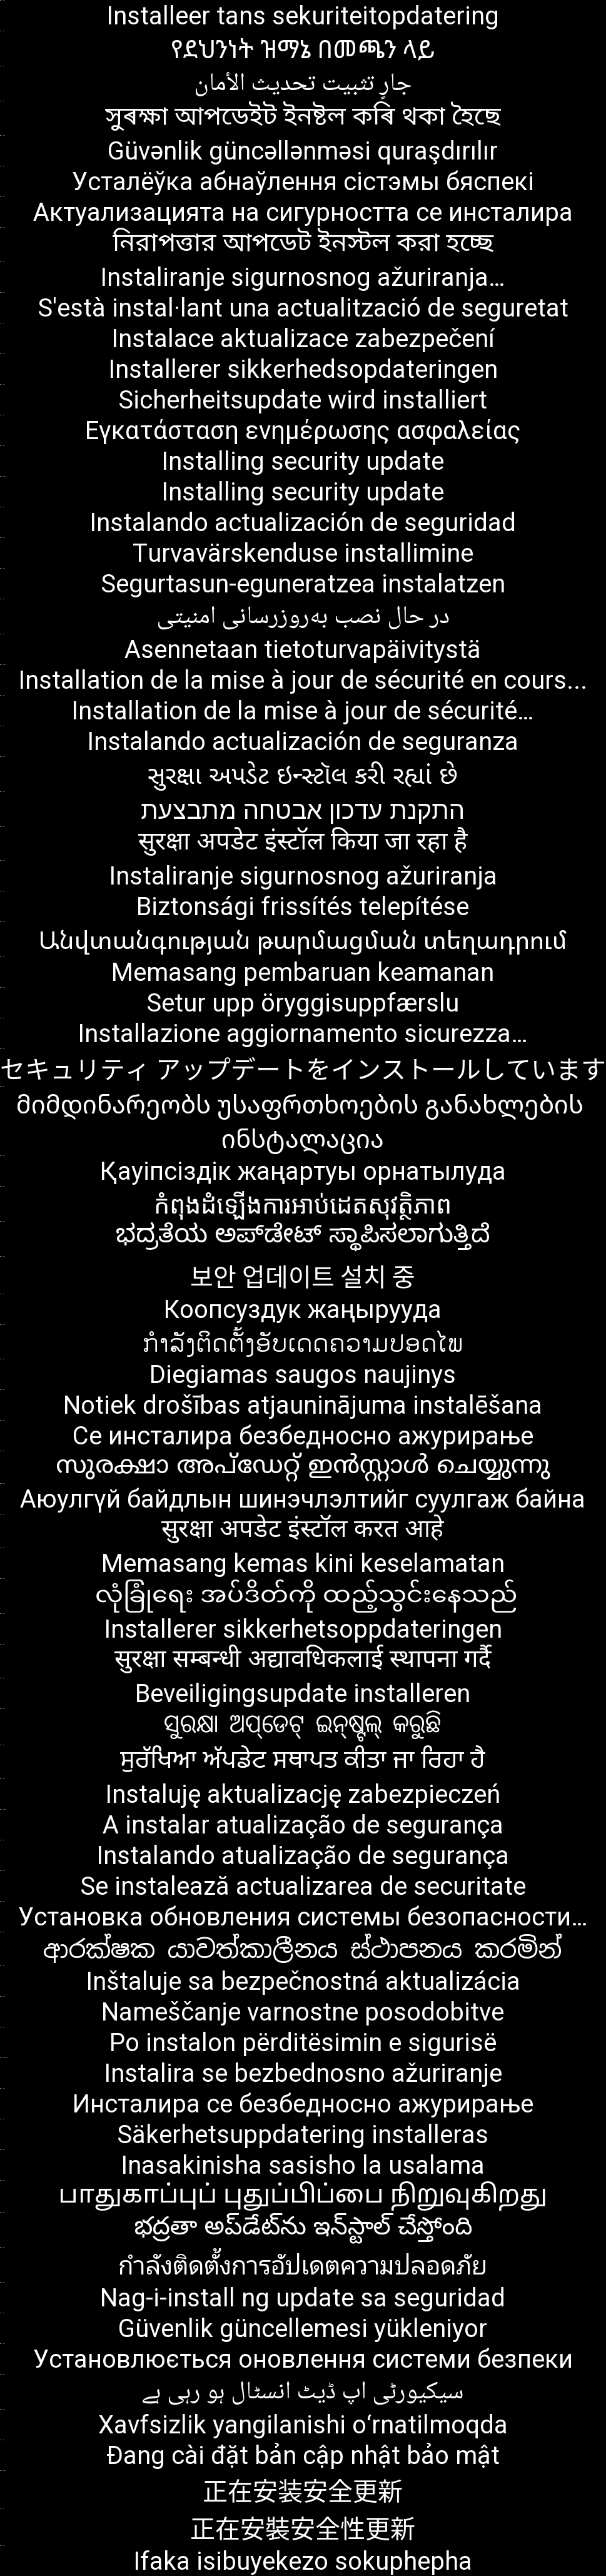 Installeer tans sekuriteitopdatering
የደህንነት ዝማኔ በመጫን ላይ
جارٍ تثبيت تحديث الأمان
সুৰক্ষা আপডেইট ইনষ্টল কৰি থকা হৈছে
Güvənlik güncəllənməsi quraşdırılır
Усталёўка абнаўлення сістэмы бяспекі
Актуализацията на сигурността се инсталира
নিরাপত্তার আপডেট ইনস্টল করা হচ্ছে
Instaliranje sigurnosnog ažuriranja…
S'està instal·lant una actualització de seguretat
Instalace aktualizace zabezpečení
Installerer sikkerhedsopdateringen
Sicherheitsupdate wird installiert
Εγκατάσταση ενημέρωσης ασφαλείας
Installing security update
Installing security update
Instalando actualización de seguridad
Turvavärskenduse installimine
Segurtasun-eguneratzea instalatzen
در حال نصب به‌روزرسانی امنیتی
Asennetaan tietoturvapäivitystä
Installation de la mise à jour de sécurité en cours...
Installation de la mise à jour de sécurité…
Instalando actualización de seguranza
સુરક્ષા અપડેટ ઇન્સ્ટૉલ કરી રહ્યાં છે
התקנת עדכון אבטחה מתבצעת
सुरक्षा अपडेट इंस्टॉल किया जा रहा है
Instaliranje sigurnosnog ažuriranja
Biztonsági frissítés telepítése
Անվտանգության թարմացման տեղադրում
Memasang pembaruan keamanan
Setur upp öryggisuppfærslu
Installazione aggiornamento sicurezza…
セキュリティ アップデートをインストールしています
მიმდინარეობს უსაფრთხოების განახლების
ინსტალაცია
Қауіпсіздік жаңартуы орнатылуда
កំពុងដំឡើងការអាប់ដេតសុវត្ថិភាព
ಭದ್ರತೆಯ ಅಪ್‌ಡೇಟ್‌ ಸ್ಥಾಪಿಸಲಾಗುತ್ತಿದೆ
보안 업데이트 설치 중
Коопсуздук жаңырууда
ກຳລັງຕິດຕັ້ງອັບເດດຄວາມປອດໄພ
Diegiamas saugos naujinys
Notiek drošības atjauninājuma instalēšana
Се инсталира безбедносно ажурирање
സുരക്ഷാ അപ്ഡേറ്റ് ഇൻസ്റ്റാൾ ചെയ്യുന്നു
Аюулгүй байдлын шинэчлэлтийг суулгаж байна
सुरक्षा अपडेट इंस्टॉल करत आहे
Memasang kemas kini keselamatan
လုံခြုံရေး အပ်ဒိတ်ကို ထည့်သွင်းနေသည်
Installerer sikkerhetsoppdateringen
सुरक्षा सम्बन्धी अद्यावधिकलाई स्थापना गर्दै
Beveiligingsupdate installeren
ସୁରକ୍ଷା ଅପ୍‌ଡେଟ୍‌ ଇନ୍‌ଷ୍ଟଲ୍‌ କରୁଛି
ਸੁਰੱਖਿਆ ਅੱਪਡੇਟ ਸਥਾਪਤ ਕੀਤਾ ਜਾ ਰਿਹਾ ਹੈ
Instaluję aktualizację zabezpieczeń
A instalar atualização de segurança
Instalando atualização de segurança
Se instalează actualizarea de securitate
Установка обновления системы безопасности…
ආරක්ෂක යාවත්කාලීනය ස්ථාපනය කරමින්
Inštaluje sa bezpečnostná aktualizácia
Nameščanje varnostne posodobitve
Po instalon përditësimin e sigurisë
Instalira se bezbednosno ažuriranje
Инсталира се безбедносно ажурирање
Säkerhetsuppdatering installeras
Inasakinisha sasisho la usalama
பாதுகாப்புப் புதுப்பிப்பை நிறுவுகிறது
భద్రతా అప్‌డేట్‌ను ఇన్‌స్టాల్ చేస్తోంది
กำลังติดตั้งการอัปเดตความปลอดภัย
Nag-i-install ng update sa seguridad
Güvenlik güncellemesi yükleniyor
Установлюється оновлення системи безпеки
سیکیورٹی اپ ڈیٹ انسٹال ہو رہی ہے
Xavfsizlik yangilanishi o‘rnatilmoqda
Đang cài đặt bản cập nhật bảo mật
正在安装安全更新
正在安裝安全性更新
Ifaka isibuyekezo sokuphepha